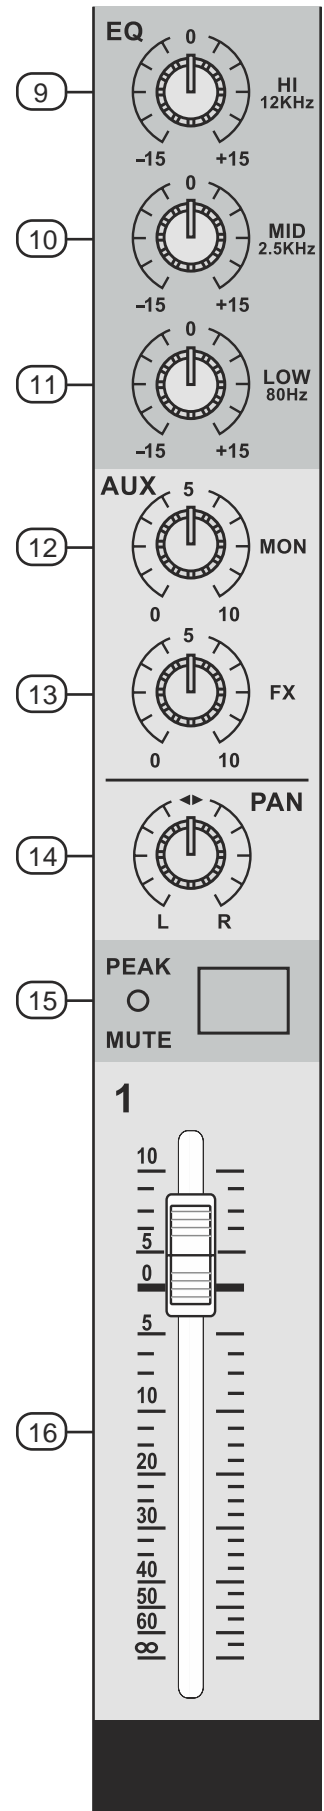 EQ
0
9
HI
12KHz
–15 +15
0
10
MID
2.5KHz
–15 +15
0
11
LOW
80Hz
–15 +15
AUX 5
12
MON
0 10
5
13
FX
0 10
◄► PAN
14
L R
PEAK
15
MUTE
1
10
5
0
5
10
16
20
30
40
50
60
∞